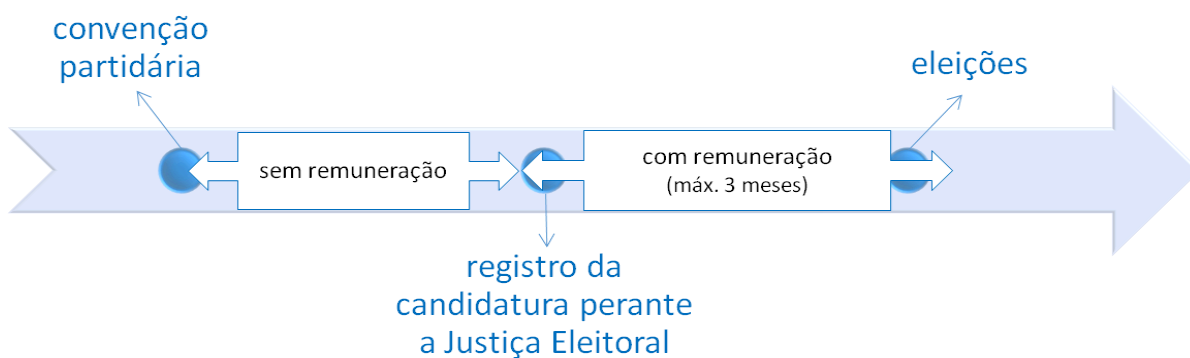 convenção
partidária
eleições
sem remuneração
com remuneração
(máx. 3 meses)
registro da
candidatura perante
a Justiça Eleitoral